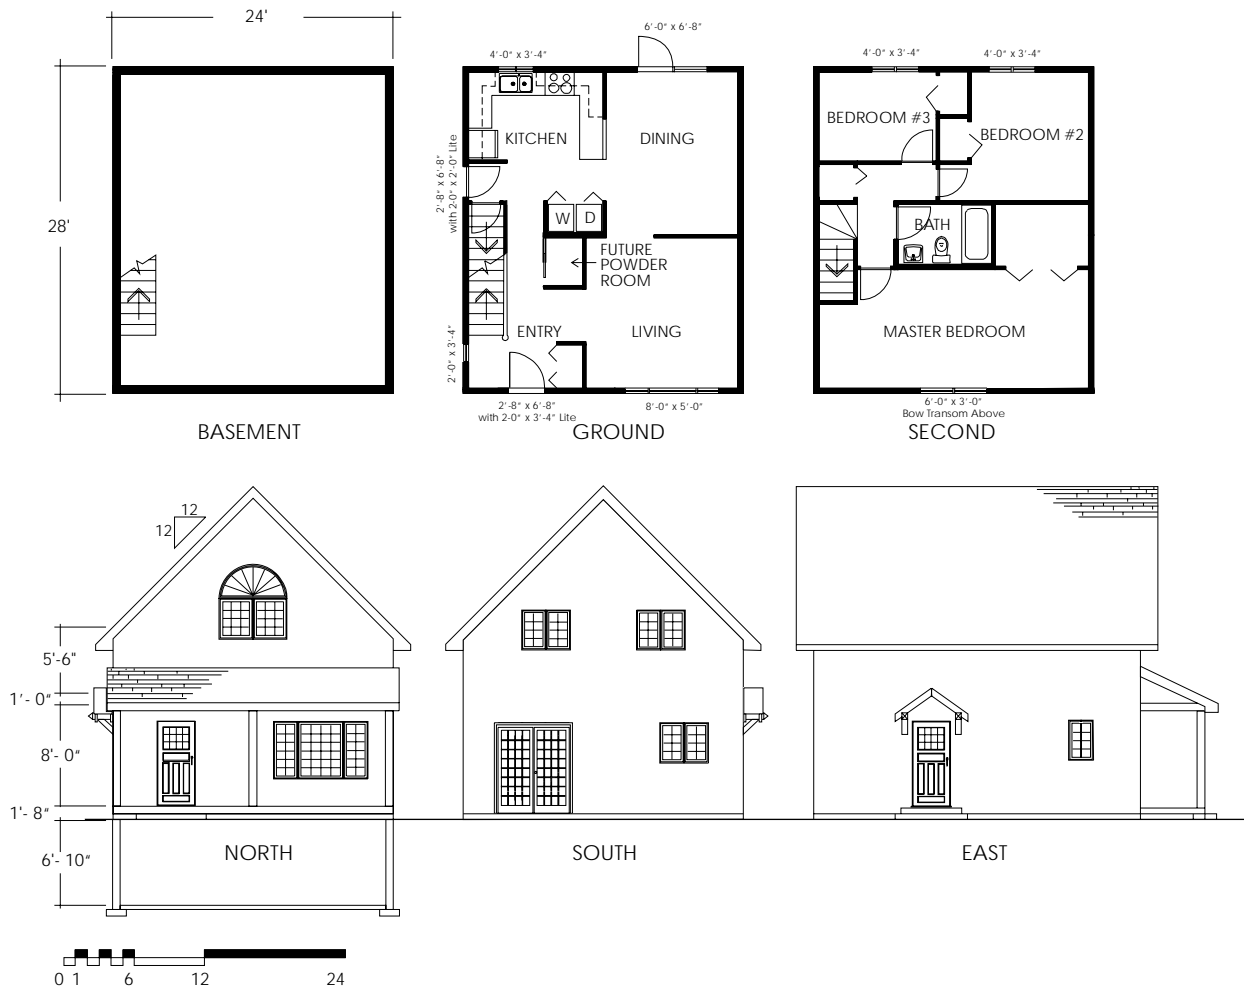 24'
28'
BASEMENT
4'-0" x 3'-4"
6'-0" x 6'-8"
2'-8" x 6'-8"
with 2-0" x 2'-0" Lite
2'-0" x 3'-4"
KITCHEN
DINING
W D
FUTURE
POWDER
ROOM
ENTRY
LIVING
2'-8" x 6'-8"
with 2-0" x 3'-4" Lite
8'-0" x 5'-0"
GROUND
4'-0" x 3'-4"
4'-0" x 3'-4"
BEDROOM #3
BEDROOM #2
BATH
MASTER BEDROOM
6'-0" x 3'-0"
Bow Transom Above
SECOND
12
12
5'-6"
1'- 0"
8'- 0"
1'- 8"
6'- 10"
NORTH
SOUTH
EAST
0 1 6 12 24